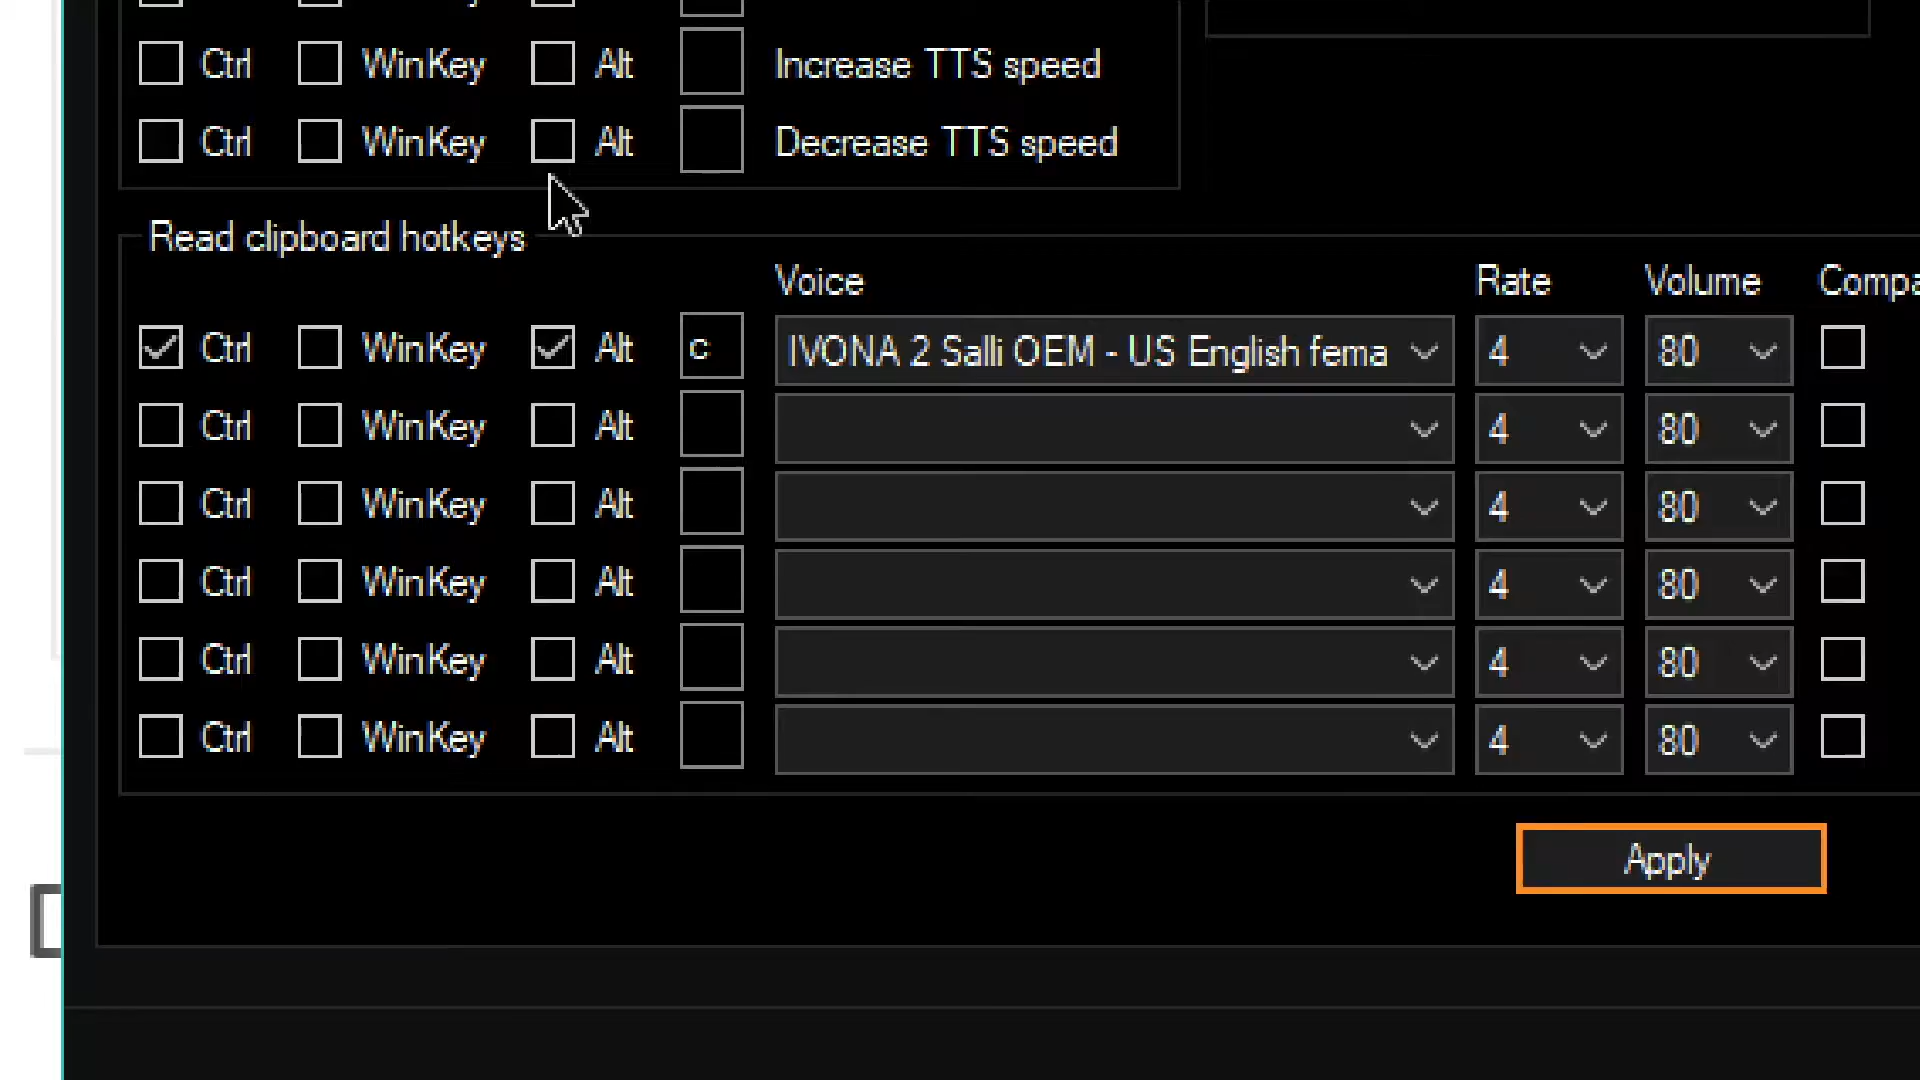 Ctrl WinKey Alt Increase TTS speed
Ctrl WinKey Alt Decrease TTS speed
Read clipboard hotkeys
Voice Rate Volume Compa
Ctrl WinKey Alt c IVONA 2 Salli OEM - US English fema 4 80
Ctrl WinKey Alt 4 80
Ctrl WinKey Alt 4 80
Ctrl WinKey Alt 4 80
Ctrl WinKey Alt 4 80
Ctrl WinKey Alt 4 80
Apply